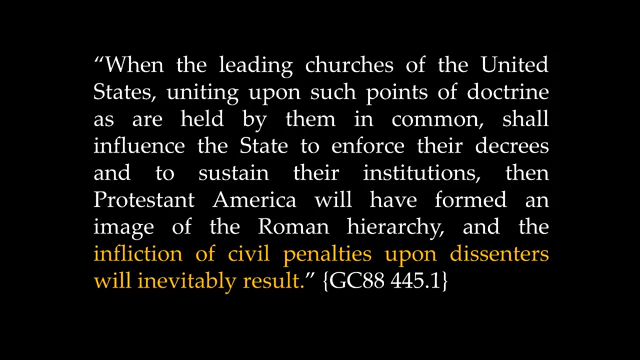 “When the leading churches of the United
States, uniting upon such points of doctrine
as are held by them in common, shall
influence the State to enforce their decrees
and to sustain their institutions, then
Protestant America will have formed an
image of the Roman hierarchy, and the
infliction of civil penalties upon dissenters
will inevitably result.” {GC88 445.1}